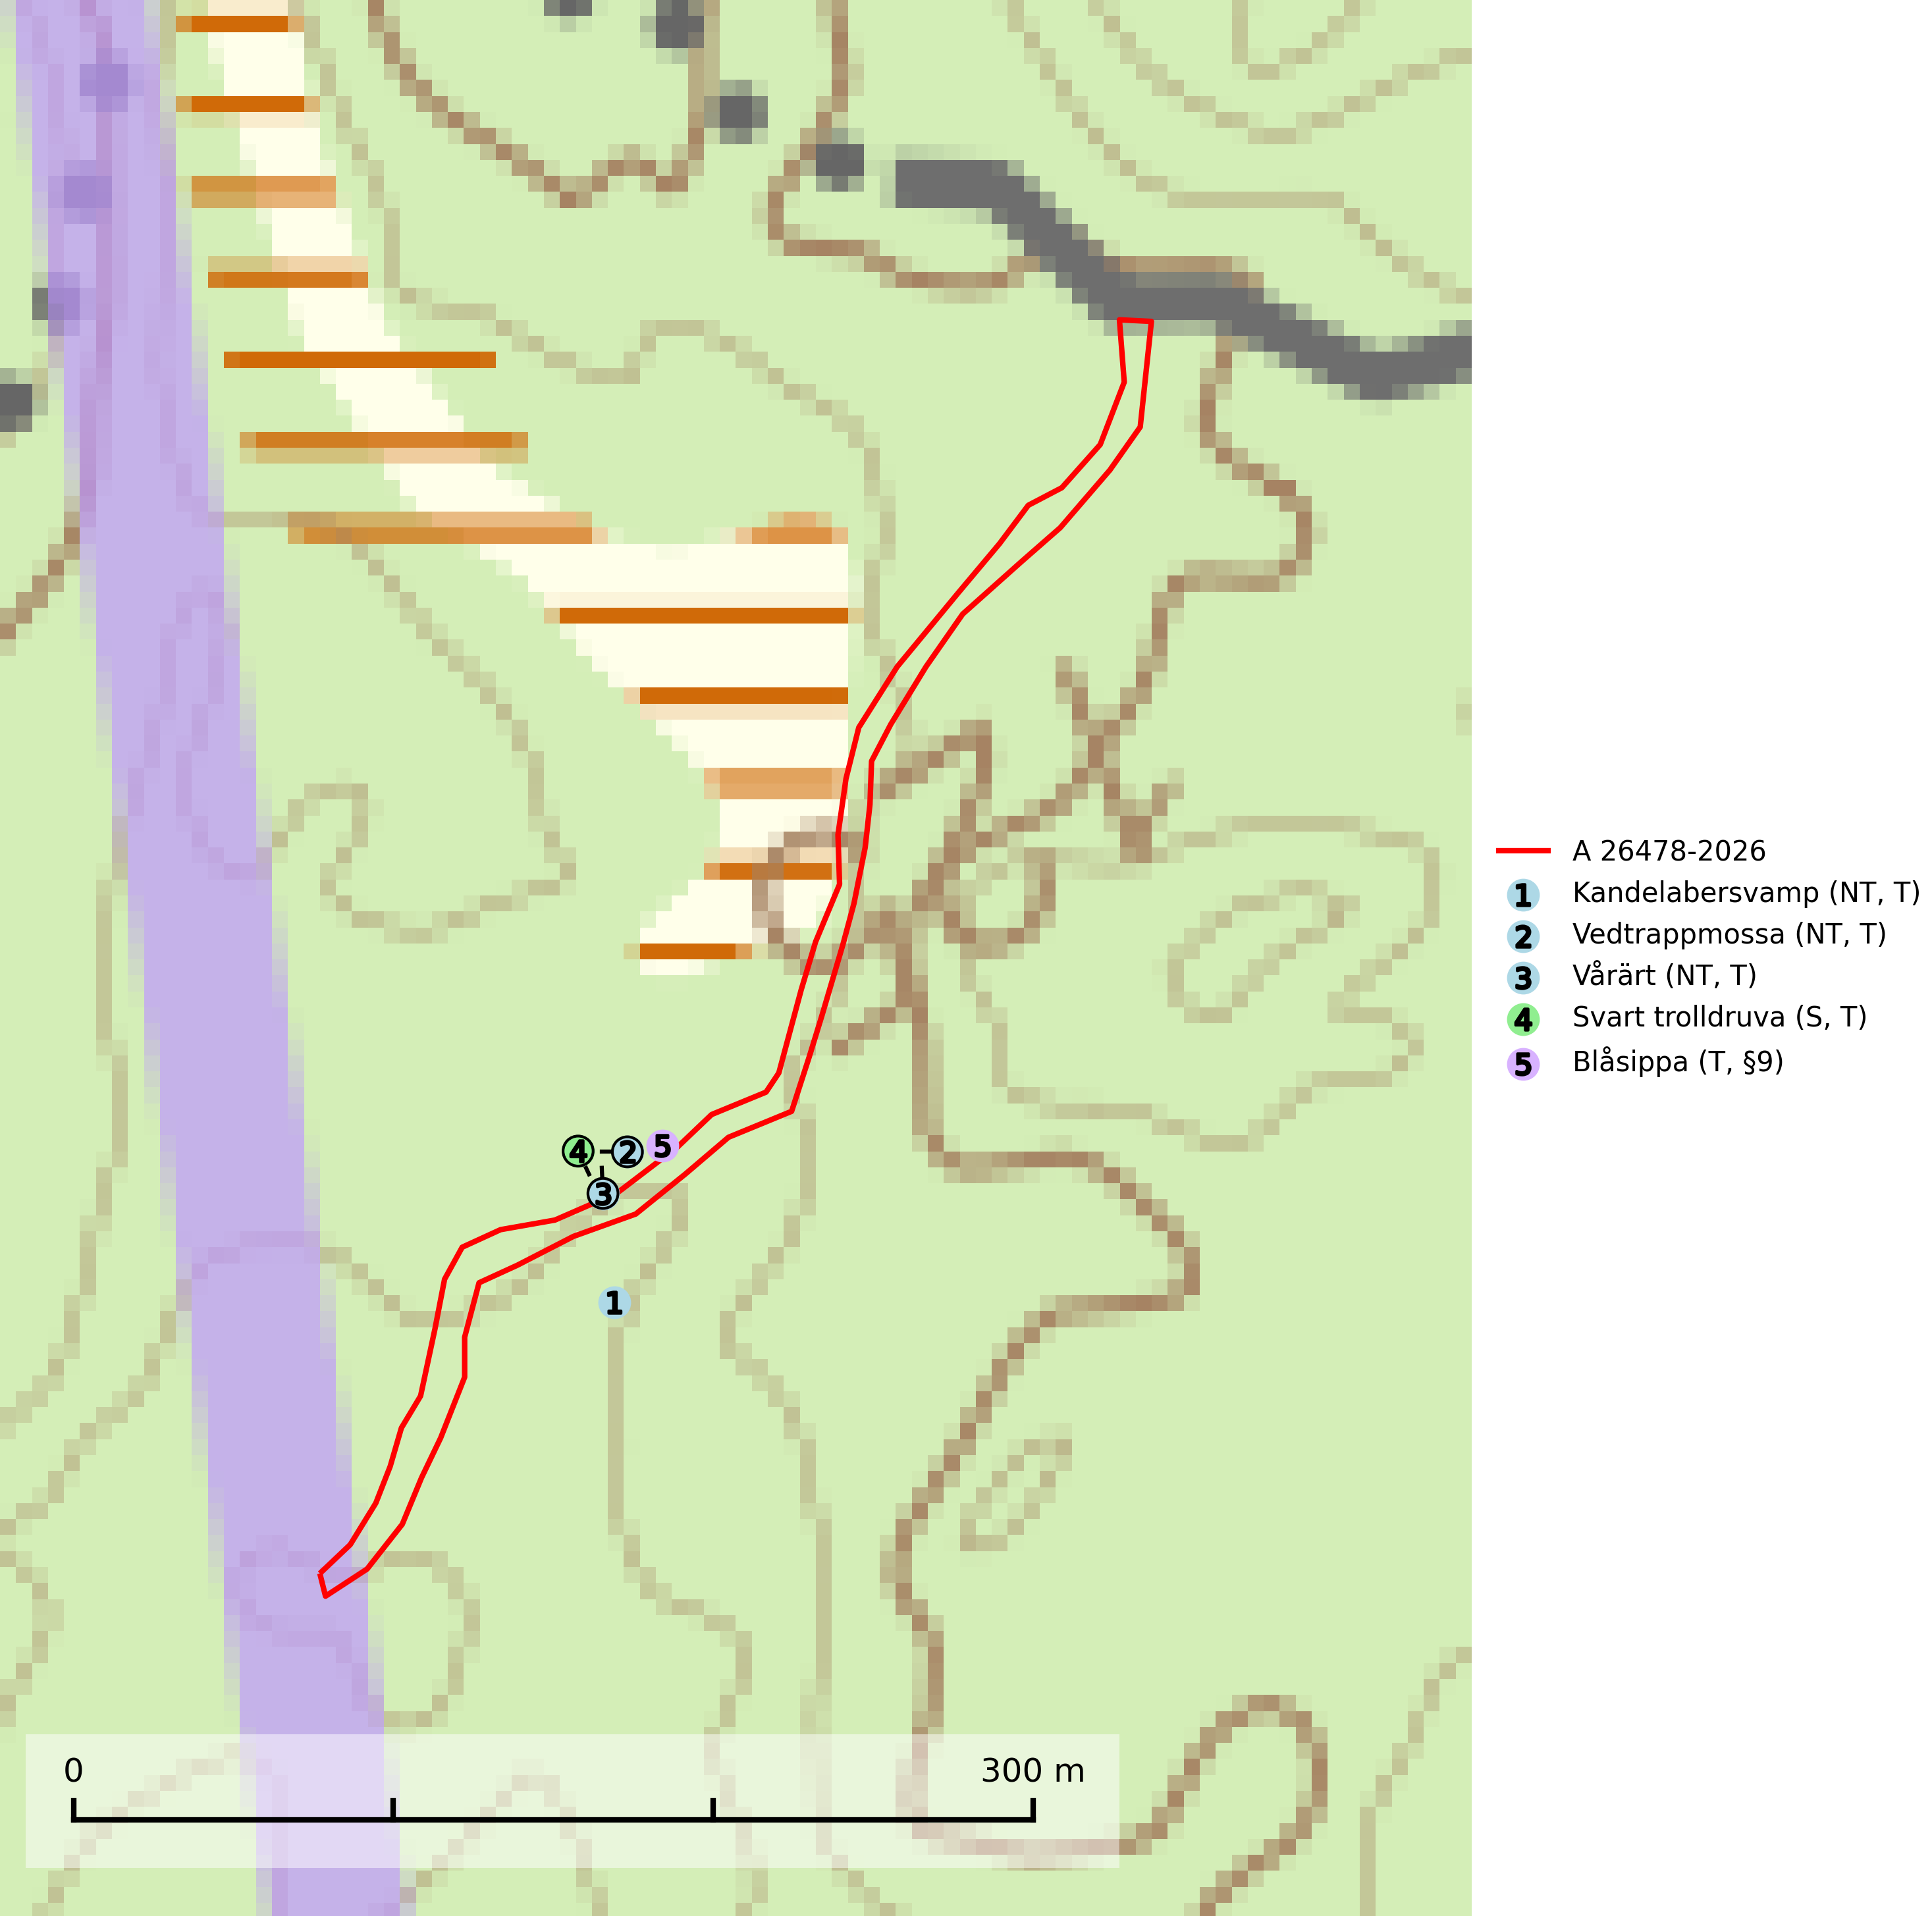 A 26478-2026
1 Kandelabersvamp (NT, T)
2 Vedtrappmossa (NT, T)
3 Vårärt (NT, T)
4 Svart trolldruva (S, T)
5 Blåsippa (T, §9)
4 2 5
3
1
0 300 m